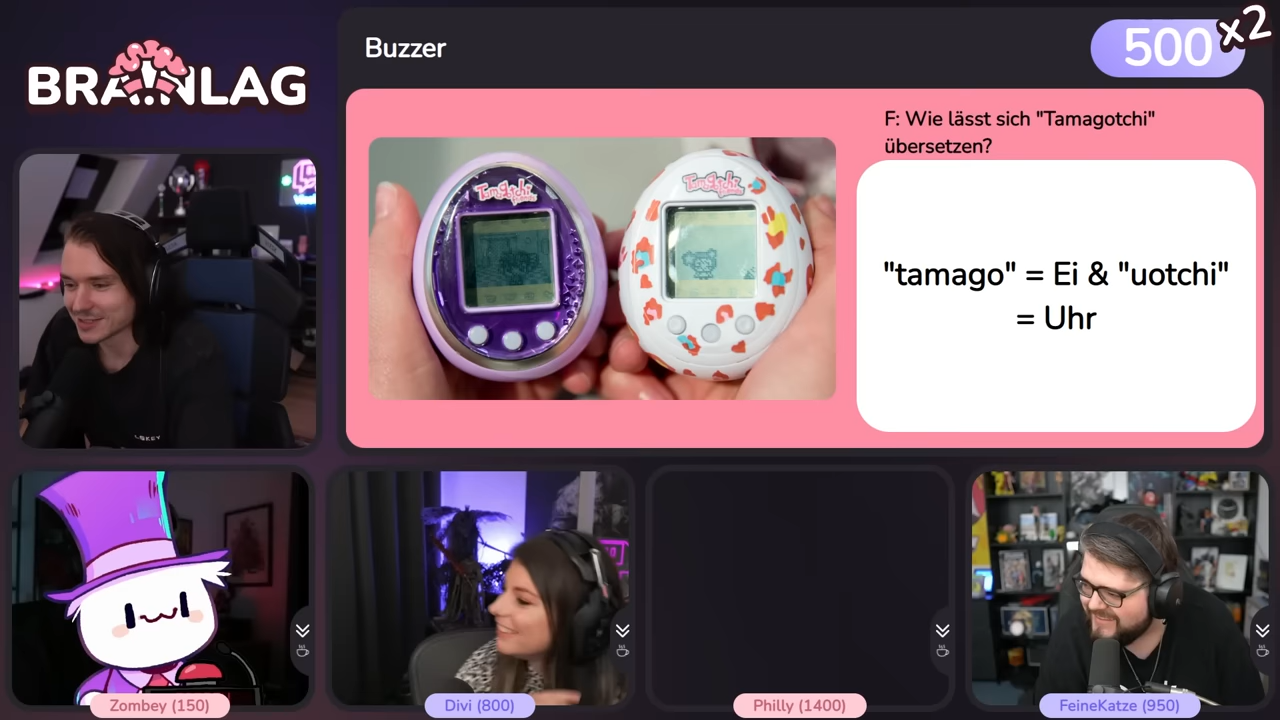 BRAINLAG
Buzzer
500
x2
F: Wie lässt sich "Tamagotchi"
übersetzen?
Tamagotchi
Tamagotchi
"tamago" = Ei & "uotchi"
= Uhr
Zombey (150)
Divi (800)
Philly (1400)
FeineKatze (950)